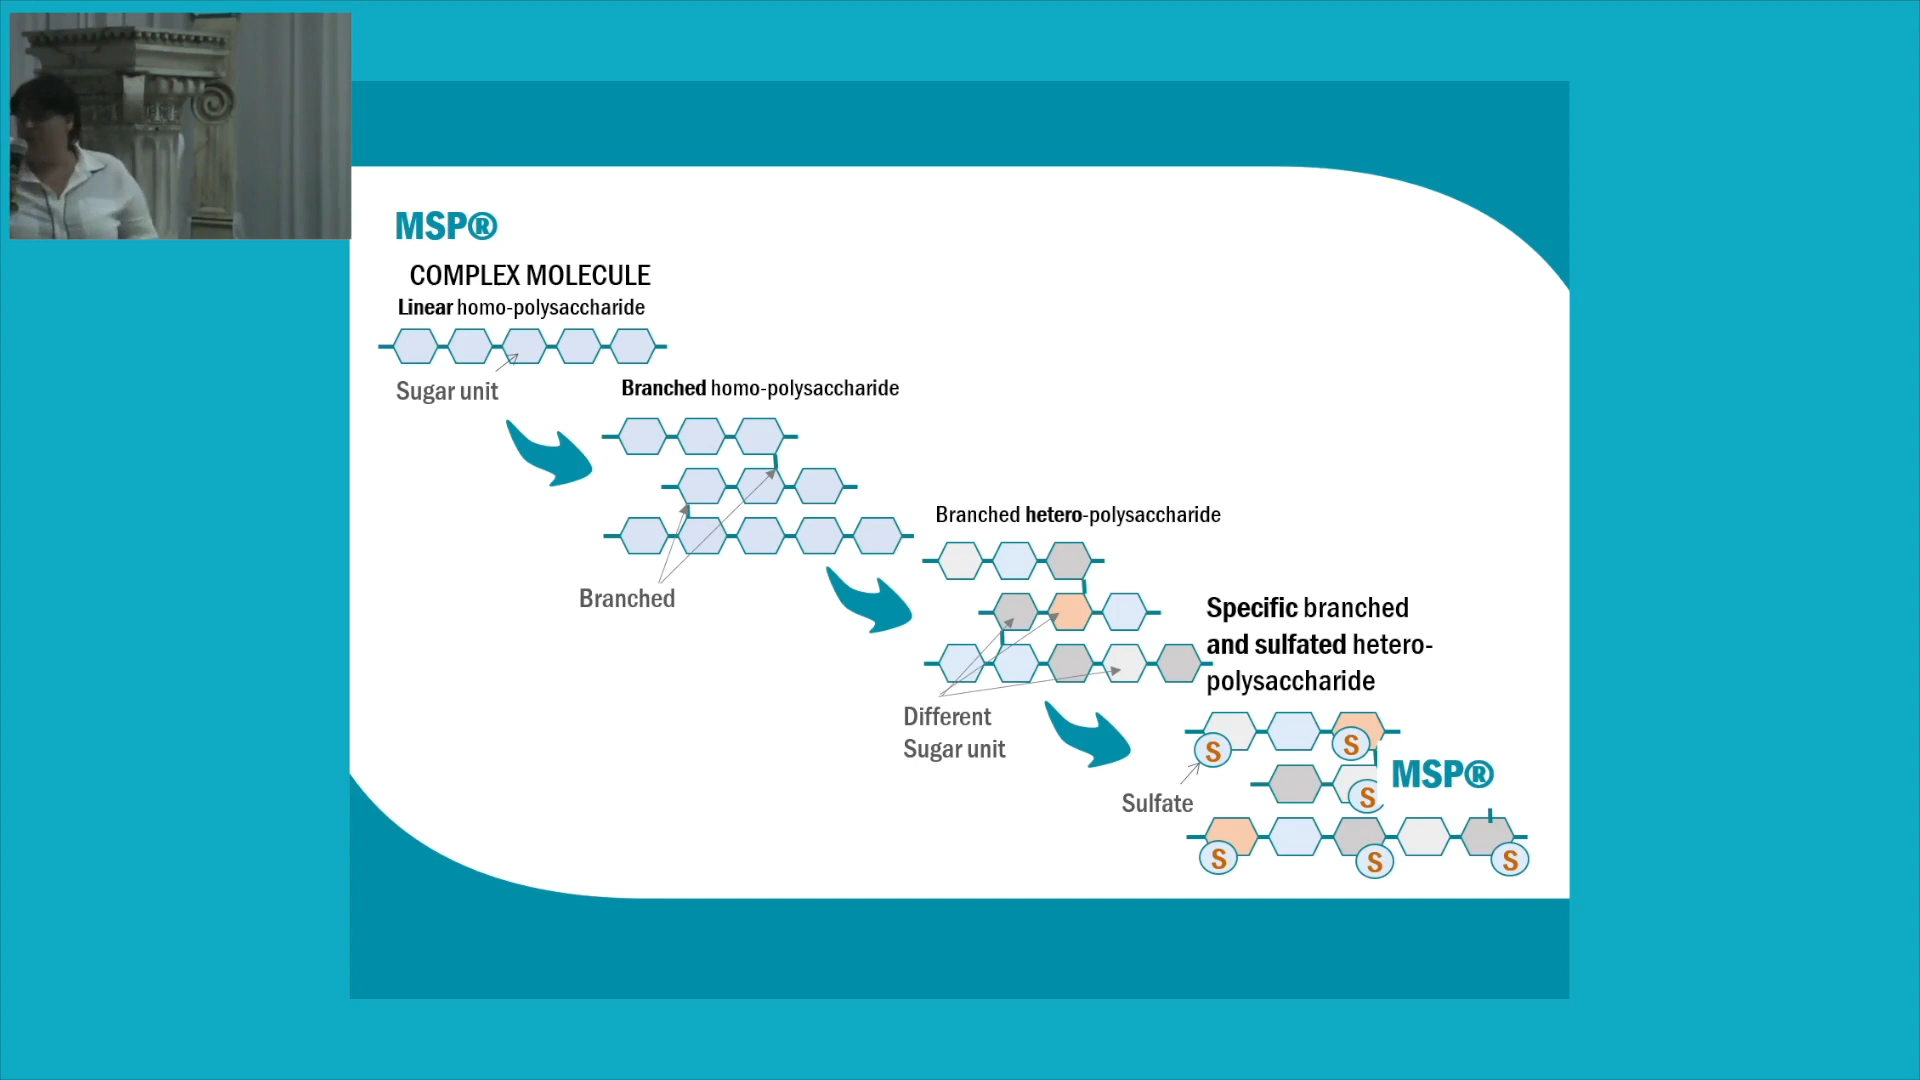 MSP®
COMPLEX MOLECULE
Linear homo-polysaccharide
Sugar unit
Branched homo-polysaccharide
Branched
Branched hetero-polysaccharide
Different
Sugar unit
Specific branched
and sulfated hetero-
polysaccharide
S
S
Sulfate
S
MSP®
S
S
S